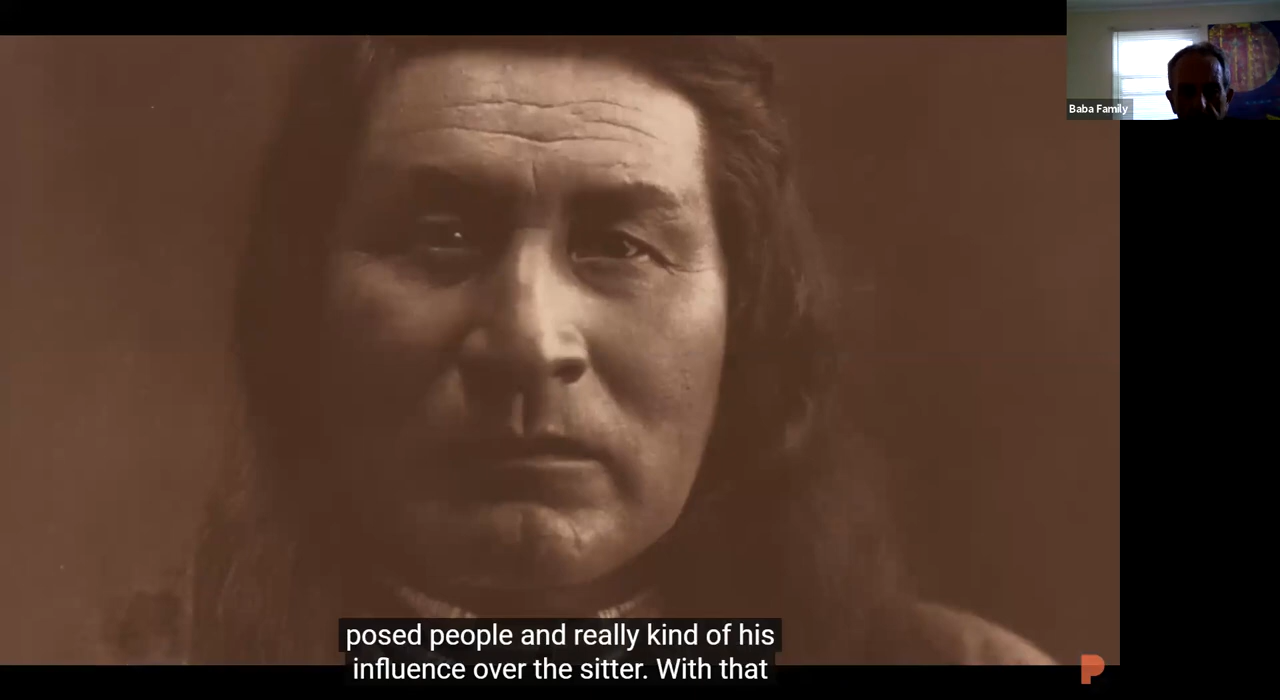 Baba Family
posed people and really kind of his
influence over the sitter. With that